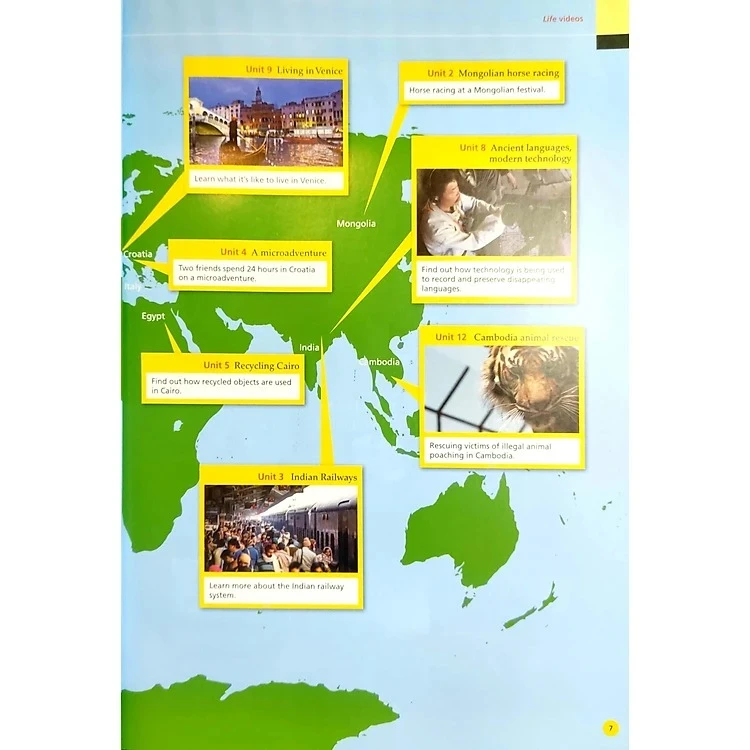 Life videos
Unit 9 Living in Venice
Learn what it's like to live in Venice.
Unit 2 Mongolian horse racing
Horse racing at a Mongolian festival.
Unit 8 Ancient languages,
modern technology
Find out how technology is being used
to record and preserve disappearing
languages.
Mongolia
Croatia
Unit 4 A microadventure
Two friends spend 24 hours in Croatia
on a microadventure.
Italy
Egypt
India
Cambodia
Unit 5 Recycling Cairo
Find out how recycled objects are used
in Cairo.
Unit 12 Cambodia animal rescue
Rescuing victims of illegal animal
poaching in Cambodia.
Unit 3 Indian Railways
Learn more about the Indian railway
system.
7